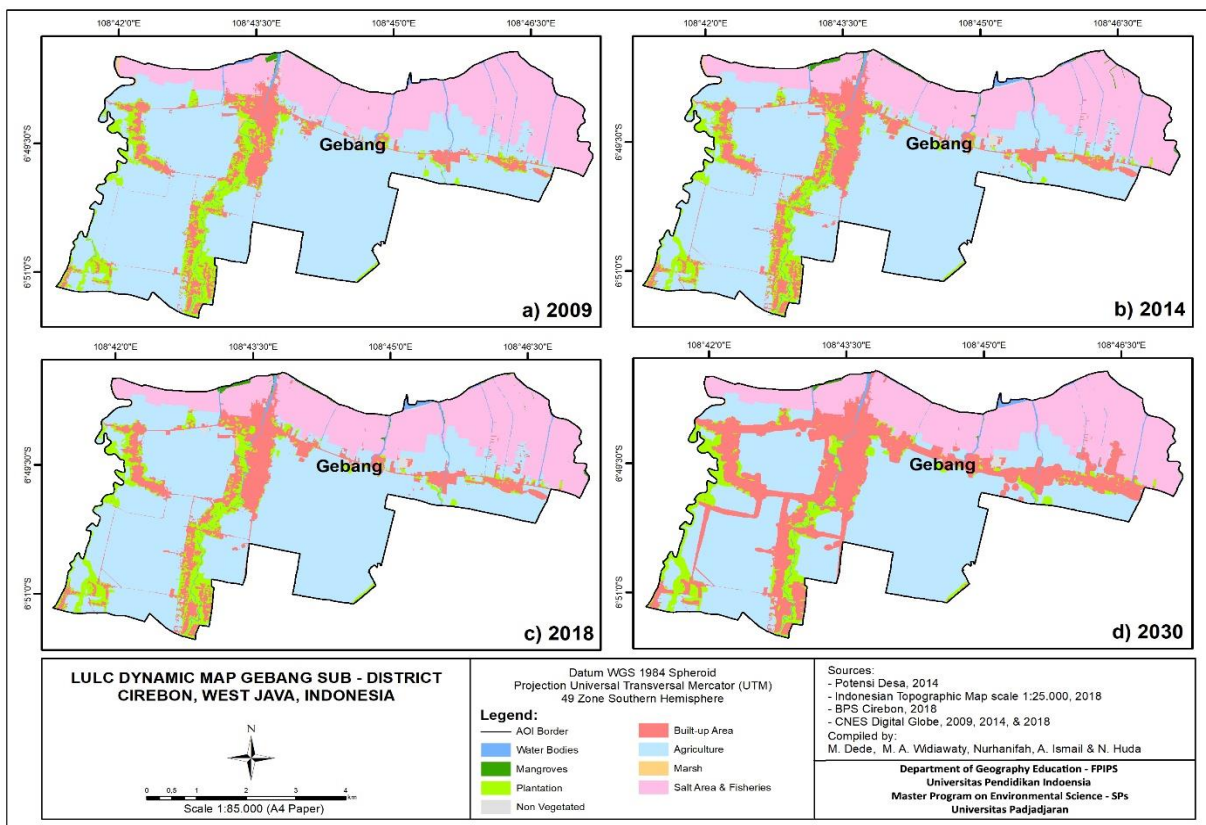 108°42'0"E 108°43'30"E 108°45'0"E 108°46'30"E
108°42'0"E 108°43'30"E 108°45'0"E 108°46'30"E
6°49'30"S
6°51'0"S
Gebang
a) 2009
6°49'30"S
6°51'0"S
Gebang
b) 2014
108°42'0"E 108°43'30"E 108°45'0"E 108°46'30"E
108°42'0"E 108°43'30"E 108°45'0"E 108°46'30"E
6°49'30"S
6°51'0"S
Gebang
c) 2018
6°49'30"S
6°51'0"S
Gebang
d) 2030
LULC DYNAMIC MAP GEBANG SUB - DISTRICT
CIREBON, WEST JAVA, INDONESIA
N
0 0,5 1 2 3 4
km
Scale 1:85.000 (A4 Paper)
Datum WGS 1984 Spheroid
Projection Universal Transversal Mercator (UTM)
49 Zone Southern Hemisphere
Legend:
AOI Border
Water Bodies
Mangroves
Plantation
Non Vegetated
Built-up Area
Agriculture
Marsh
Salt Area & Fisheries
Sources:
- Potensi Desa, 2014
- Indonesian Topographic Map scale 1:25.000, 2018
- BPS Cirebon, 2018
- CNES Digital Globe, 2009, 2014, & 2018
Compiled by:
M. Dede, M. A. Widiawaty, Nurhanifah, A. Ismail & N. Huda
Department of Geography Education - FPIPS
Universitas Pendidikan Indoensia
Master Program on Environmental Science - SPs
Universitas Padjadjaran